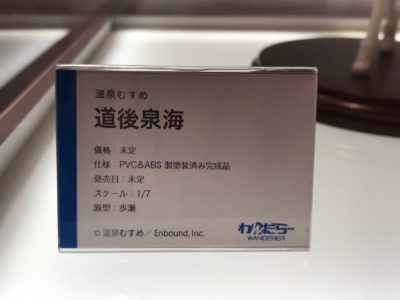 温泉むすめ
道後泉海
価格：未定
仕様：PVC&ABS 製塗装済み完成品
発売日：未定
スケール：1/7
原型：歩瀬
わんだらー
WANDERER
© 温泉むすめ／Enbound, Inc.